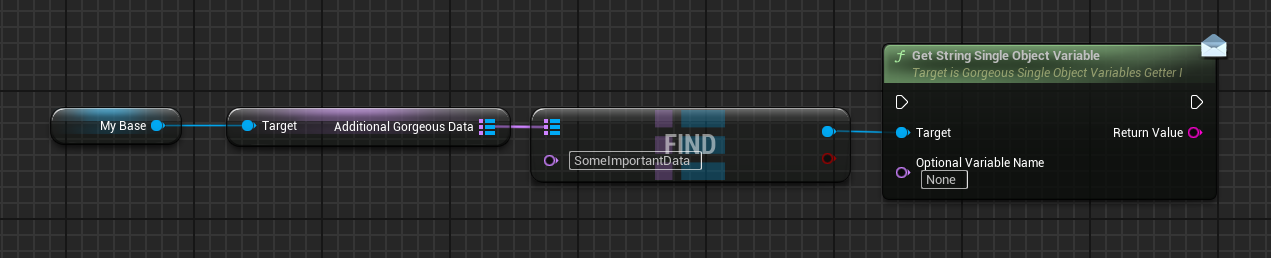 My Base
Target
Additional Gorgeous Data
FIND
SomeImportantData
Get String Single Object Variable
Target is Gorgeous Single Object Variables Getter I
Target
Return Value
Optional Variable Name
None